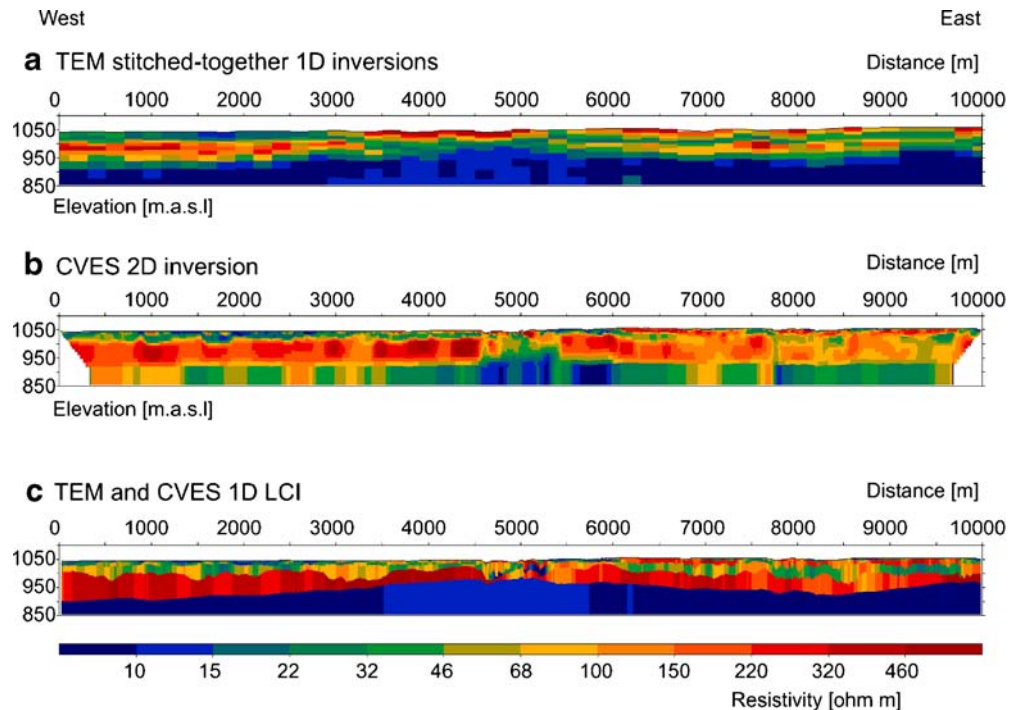 West East
a TEM stitched-together 1D inversions Distance [m]
0 1000 2000 3000 4000 5000 6000 7000 8000 9000 10000
1050
950
850
Elevation [m.a.s.l]
b CVES 2D inversion Distance [m]
0 1000 2000 3000 4000 5000 6000 7000 8000 9000 10000
1050
950
850
Elevation [m.a.s.l]
c TEM and CVES 1D LCI Distance [m]
0 1000 2000 3000 4000 5000 6000 7000 8000 9000 10000
1050
950
850
10 15 22 32 46 68 100 150 220 320 460
Resistivity [ohm m]